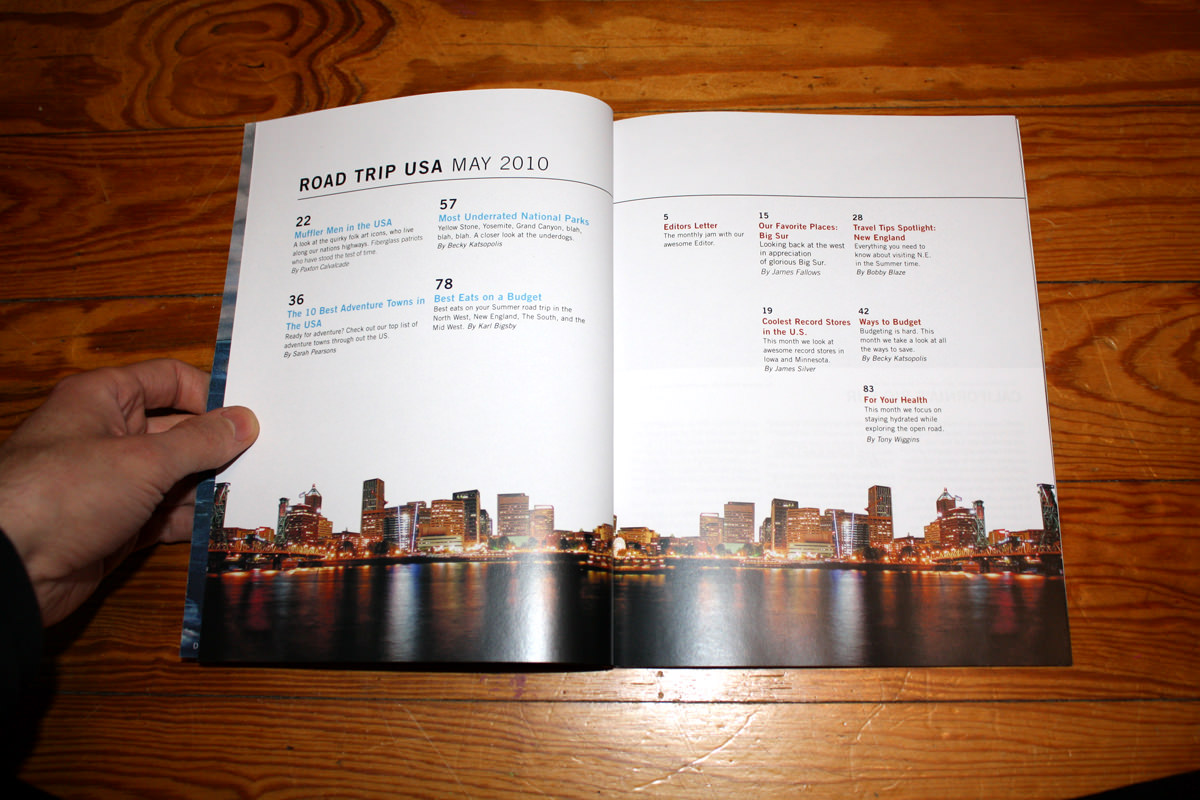 ROAD TRIP USA MAY 2010
22
Muffler Men in the USA
A look at the quirky folk art icons, who live
along our nations highways. Fiberglass patriots
who have stood the test of time.
By Paxton Calvalcade
36
The 10 Best Adventure Towns in
The USA
Ready for adventure? Check out our top list of
adventure towns through out the US.
By Sarah Pearsons
57
Most Underrated National Parks
Yellow Stone, Yosemite, Grand Canyon, blah,
blah, blah. A closer look at the underdogs.
By Becky Katsopolis
78
Best Eats on a Budget
Best eats on your Summer road trip in the
North West, New England, The South, and the
Mid West. By Karl Bigsby
5
Editors Letter
The monthly jam with our
awesome Editor.
15
Our Favorite Places:
Big Sur
Looking back at the west
in appreciation
of glorious Big Sur.
By James Fallows
19
Coolest Record Stores
in the U.S.
This month we look at
awesome record stores in
Iowa and Minnesota.
By James Silver
28
Travel Tips Spotlight:
New England
Everything you need to
know about visiting N.E.
in the Summer time.
By Bobby Blaze
42
Ways to Budget
Budgeting is hard. This
month we take a look at all
the ways to save.
By Becky Katsopolis
83
For Your Health
This month we focus on
staying hydrated while
exploring the open road.
By Tony Wiggins